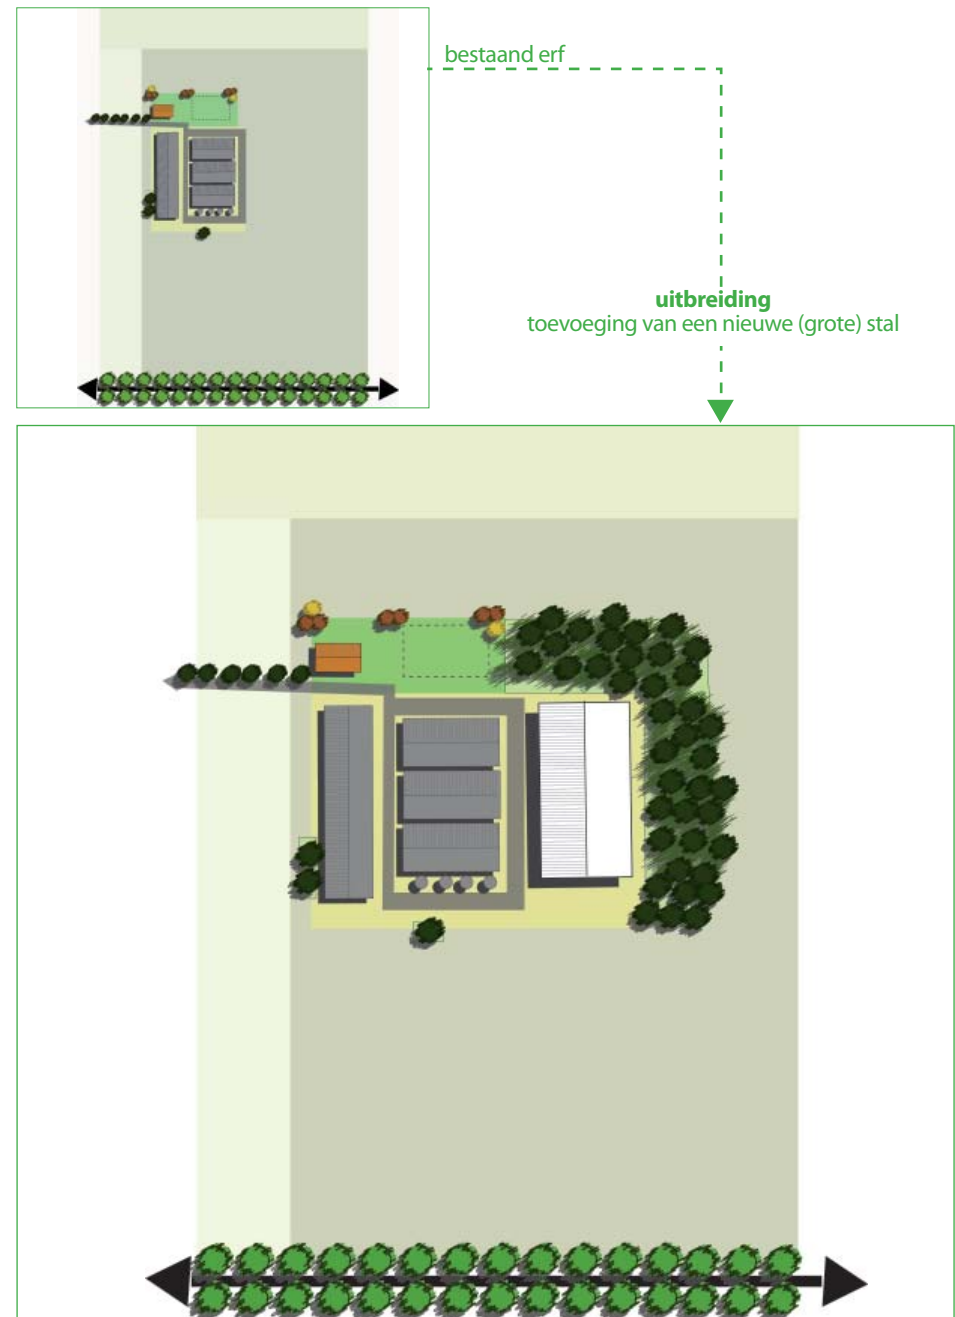 bestaand erf
uitbreiding
toevoeging van een nieuwe (grote) stal